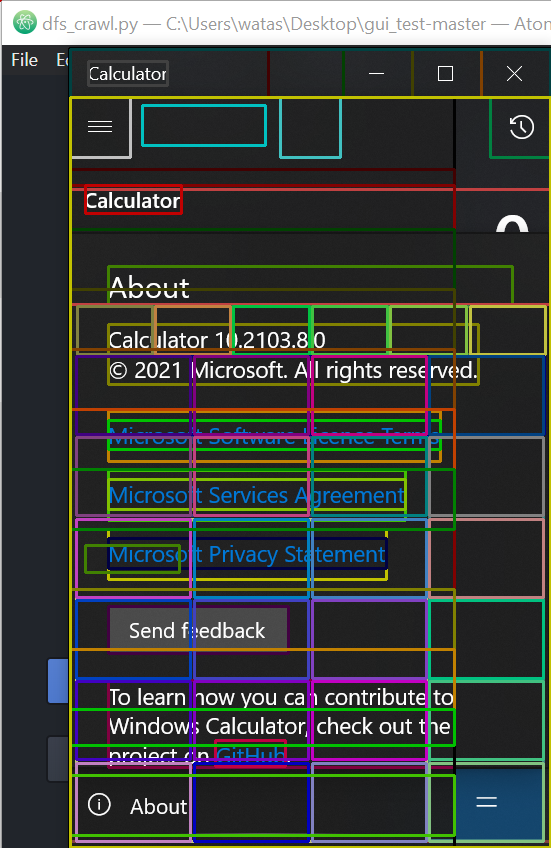 dfs_crawl.py — C:\Users\watas\Desktop\gui_test-master — Atom
File
Calculator
Calculator
0
About
Calculator 10.2103.8.0
© 2021 Microsoft. All rights reserved.
Microsoft Software Licence Terms
Microsoft Services Agreement
Microsoft Privacy Statement
Send feedback
To learn how you can contribute to
Windows Calculator, check out the
project on GitHub.
About
=